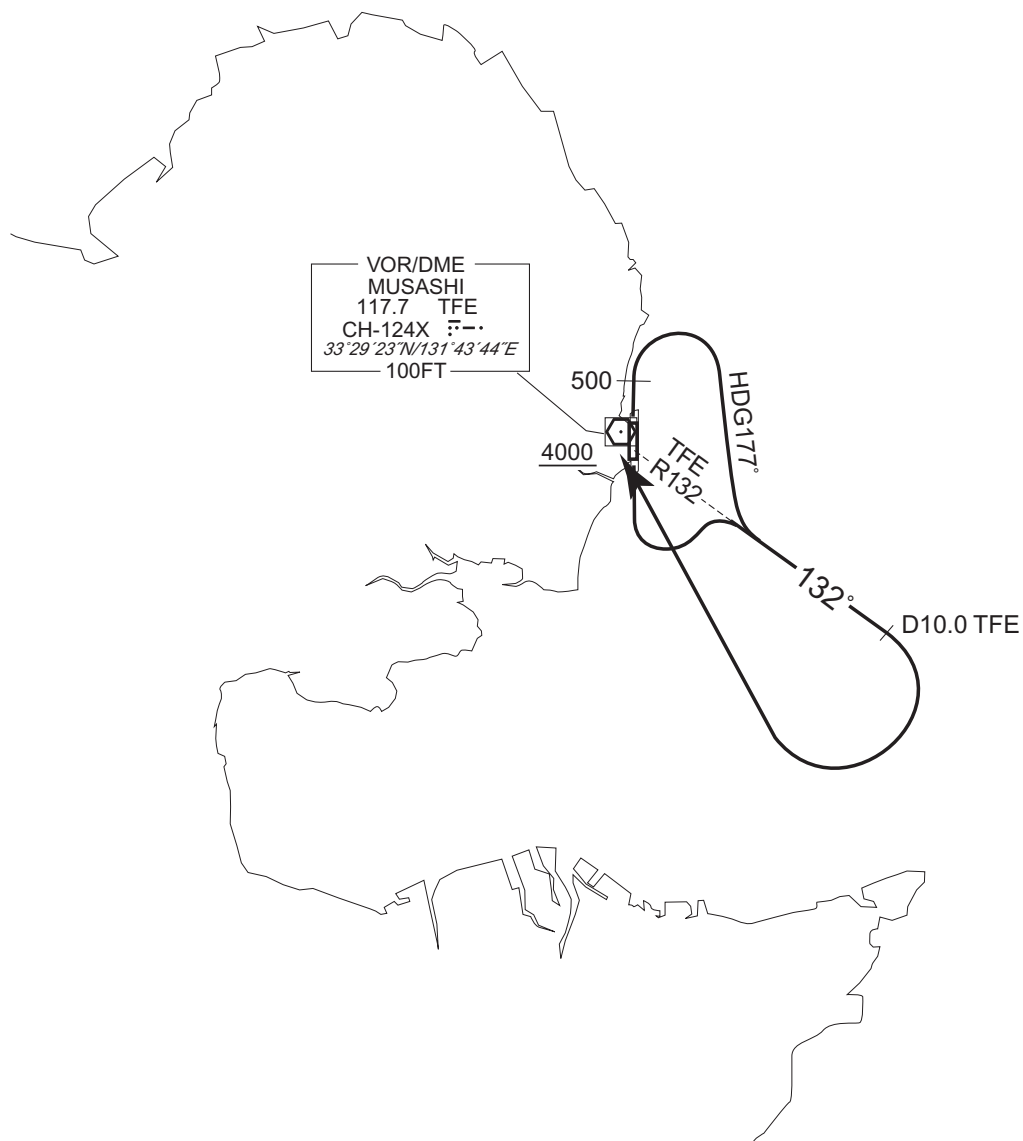 VOR/DME
MUSASHI
117.7 TFE
CH-124X
33°29´23˝N/131°43´44˝E
100FT
500
4000
HDG177°
TFE
R132
132°
D10.0 TFE